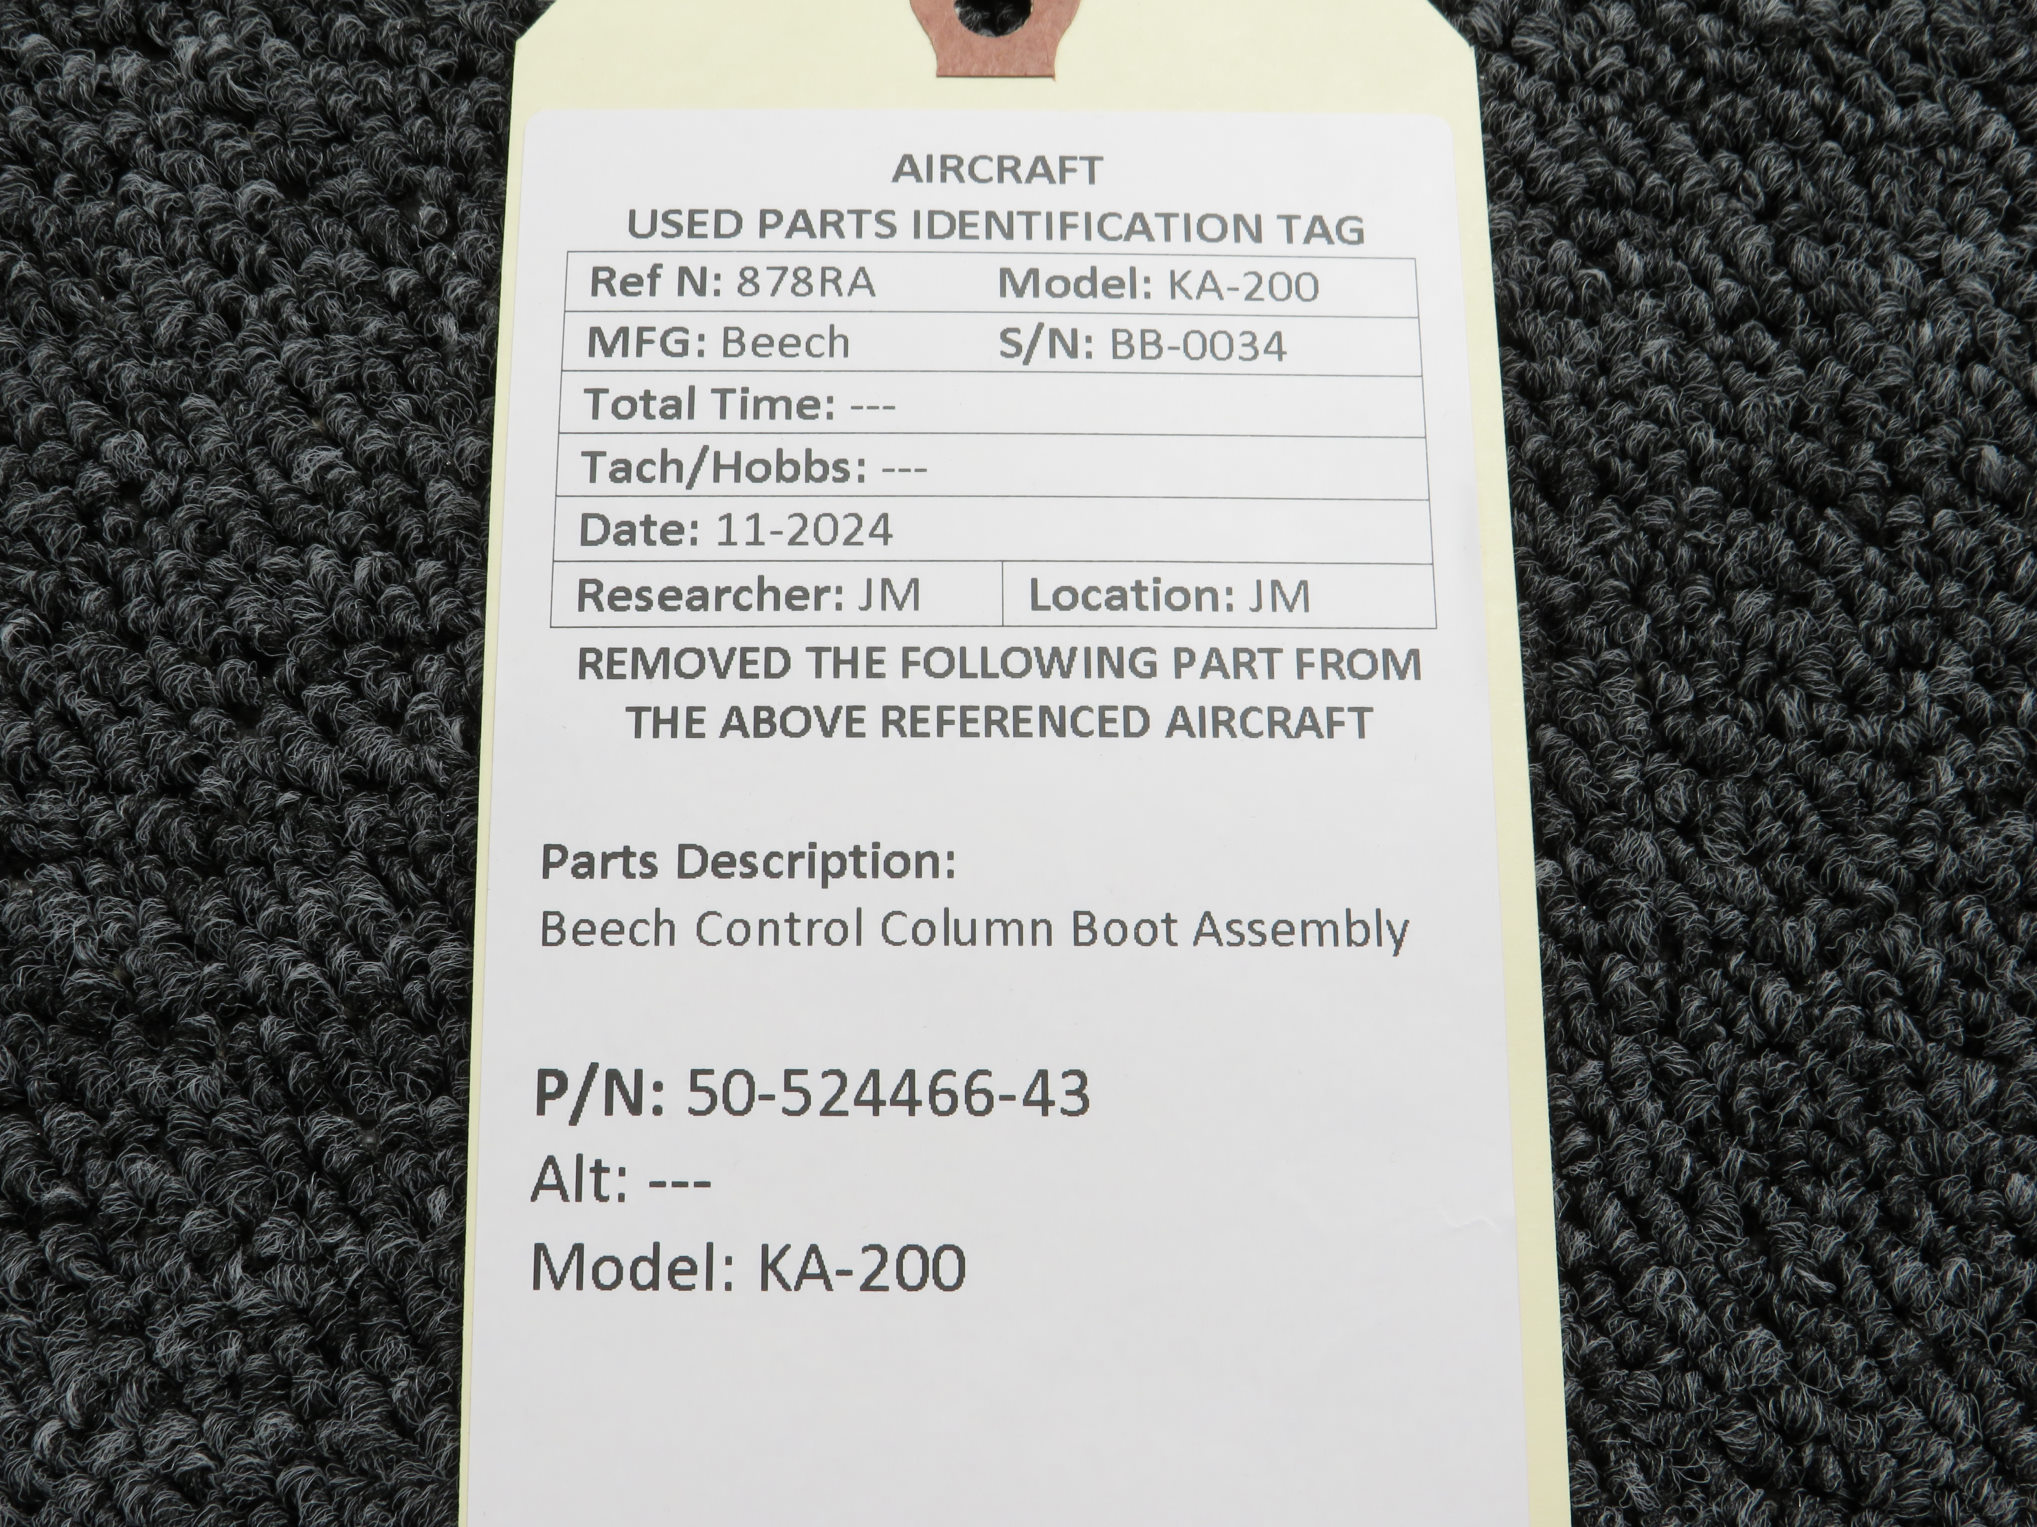 AIRCRAFT
USED PARTS IDENTIFICATION TAG
Ref N: 878RA Model: KA-200
MFG: Beech S/N: BB-0034
Total Time: ---
Tach/Hobbs: ---
Date: 11-2024
Researcher: JM Location: JM
REMOVED THE FOLLOWING PART FROM
THE ABOVE REFERENCED AIRCRAFT
Parts Description:
Beech Control Column Boot Assembly
P/N: 50-524466-43
Alt: ---
Model: KA-200